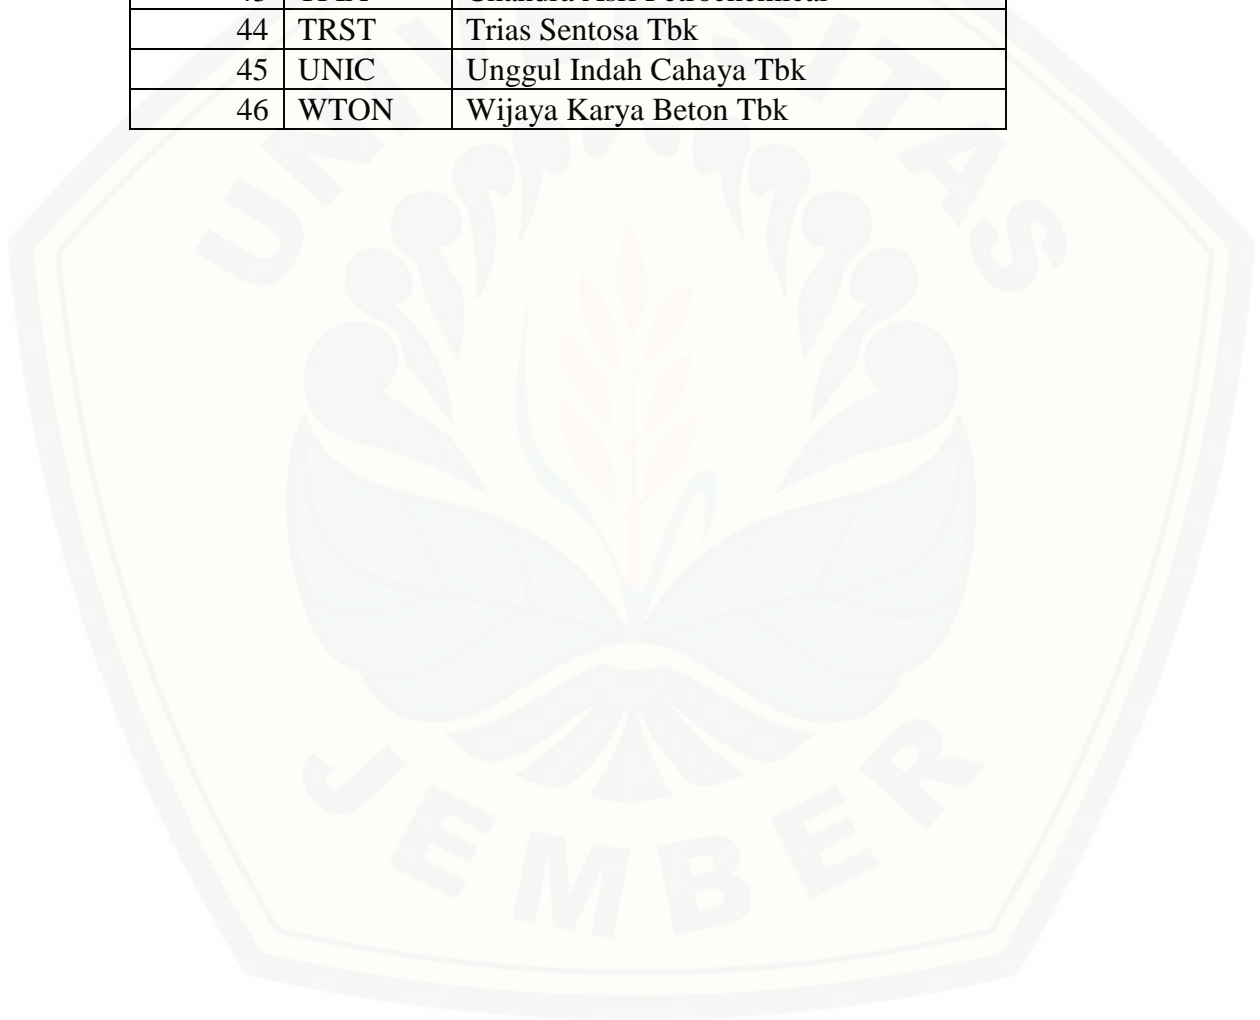 44 TRST Trias Sentosa Tbk
45 UNIC Unggul Indah Cahaya Tbk
46 WTON Wijaya Karya Beton Tbk
UNIVERSITAS
JEMBER